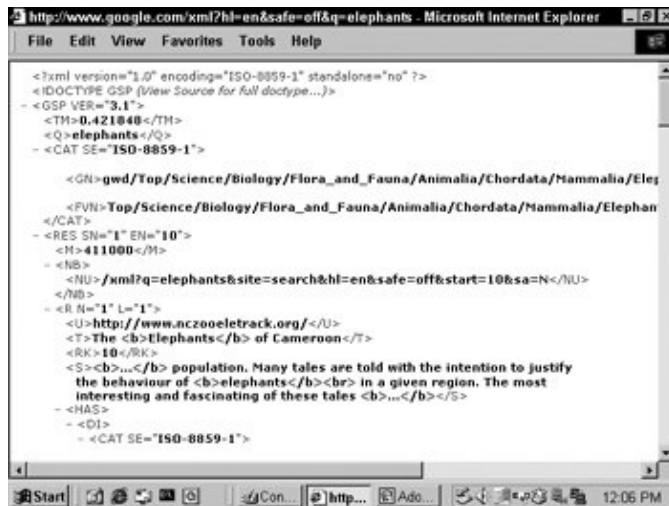 http://www.google.com/xml?hl=en&safe=off&q=elephants - Microsoft Internet Explorer
File Edit View Favorites Tools Help
<?xml version="1.0" encoding="ISO-8859-1" standalone="no" ?>
<!DOCTYPE GSP (View Source for full doctype...)>
- <GSP VER="3.1">
<TM>0.421848</TM>
<Q>elephants</Q>
- <CAT SE="ISO-8859-1">
<GN>gwd/Top/Science/Biology/Flora_and_Fauna/Animalia/Chordata/Mammalia/Elep
<FVN>Top/Science/Biology/Flora_and_Fauna/Animalia/Chordata/Mammalia/Elephan
</CAT>
- <RES SN="1" EN="10">
<M>411000</M>
- <NB>
<NU>/xml?q=elephants&site=search&hl=en&safe=off&start=10&sa=N</NU>
</NB>
- <R N="1" L="1">
<U>http://www.nczooeletrack.org/</U>
<T>The <b>Elephants</b> of Cameroon</T>
<RK>10</RK>
<S><b>...</b> population. Many tales are told with the intention to justify
the behaviour of <b>elephants</b><br> in a given region. The most
interesting and fascinating of these tales <b>...</b></S>
- <HAS>
- <DI>
- <CAT SE="ISO-8859-1">
Start Con... http... Ado... 12:06 PM